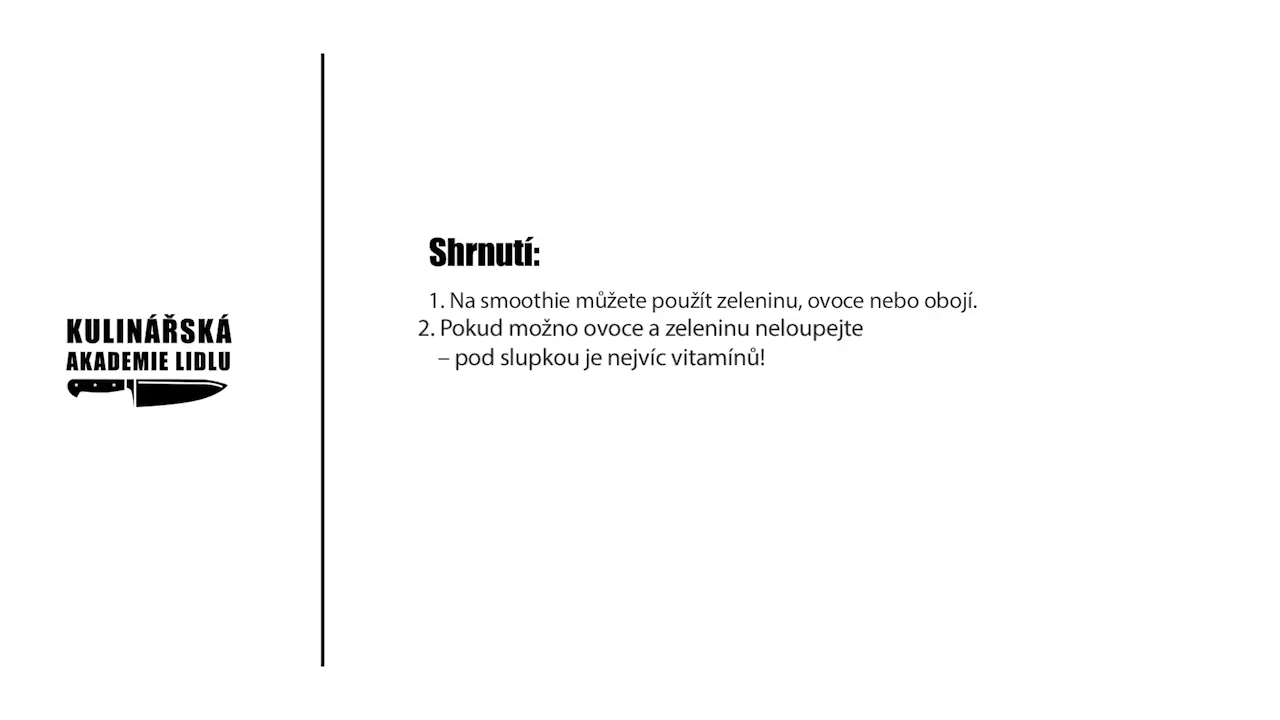 KULINÁŘSKÁ
AKADEMIE LIDLU
Shrnutí:
1. Na smoothie můžete použít zeleninu, ovoce nebo obojí.
2. Pokud možno ovoce a zeleninu neloupejte
– pod slupkou je nejvíc vitamínů!